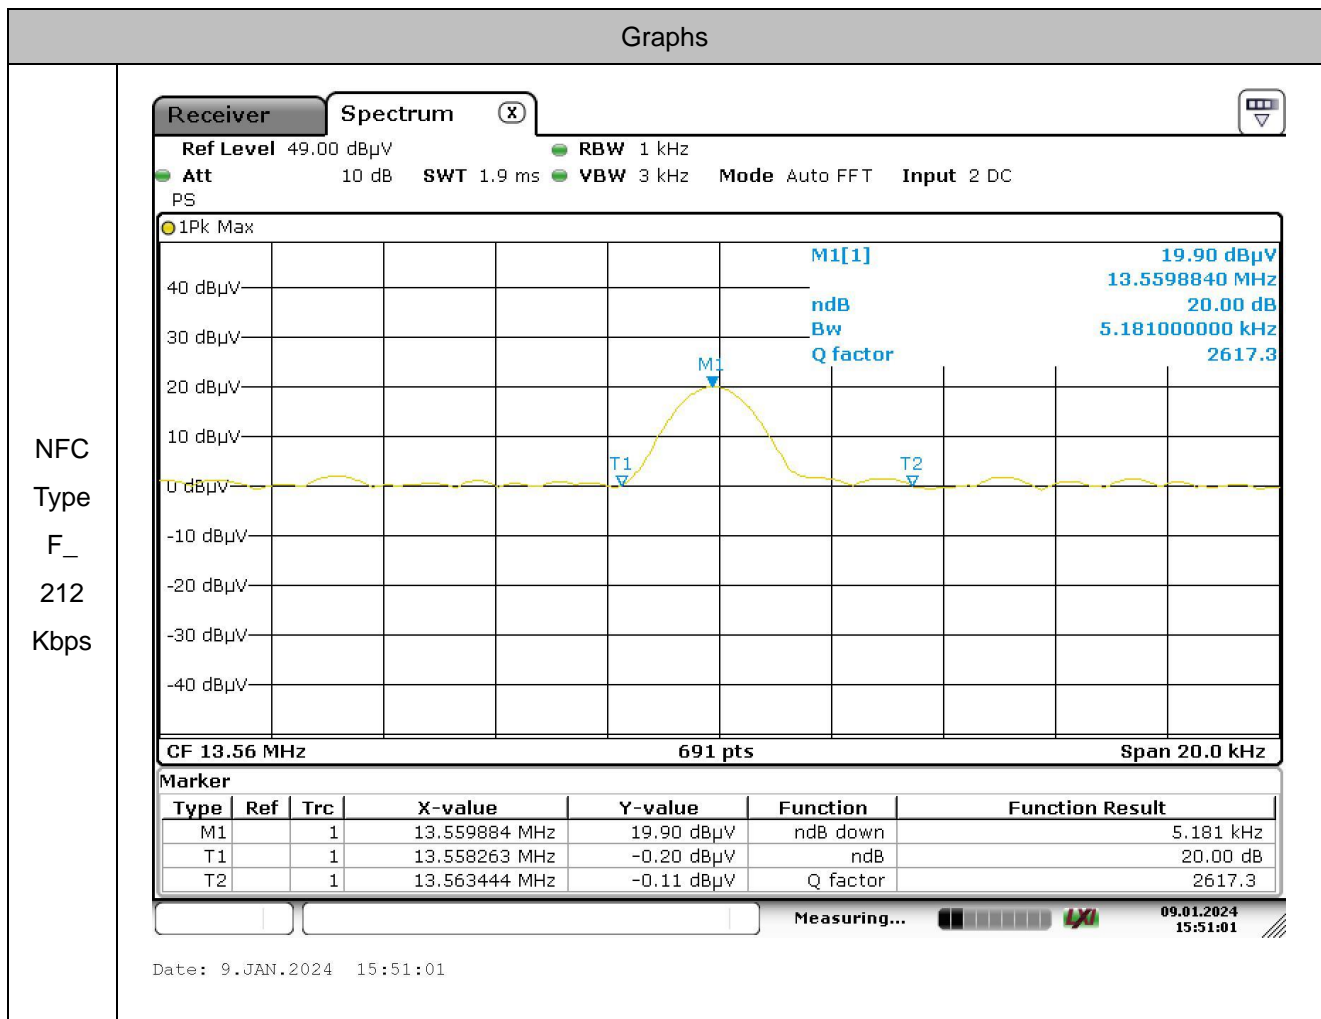 Graphs
NFC
Type
F_
212
Kbps
Receiver Spectrum X
Ref Level 49.00 dBµV RBW 1 kHz
Att 10 dB SWT 1.9 ms VBW 3 kHz Mode Auto FFT Input 2 DC
PS
1Pk Max
M1[1] 19.90 dBµV
13.5598840 MHz
ndB 20.00 dB
Bw 5.181000000 kHz
Q factor 2617.3
40 dBµV
30 dBµV
M1
20 dBµV
10 dBµV
T1 T2
0 dBµV
-10 dBµV
-20 dBµV
-30 dBµV
-40 dBµV
CF 13.56 MHz 691 pts Span 20.0 kHz
Marker
Type Ref Trc X-value Y-value Function Function Result
M1 1 13.559884 MHz 19.90 dBµV ndB down 5.181 kHz
T1 1 13.558263 MHz -0.20 dBµV ndB 20.00 dB
T2 1 13.563444 MHz -0.11 dBµV Q factor 2617.3
Measuring... LXI 09.01.2024
15:51:01
Date: 9.JAN.2024 15:51:01